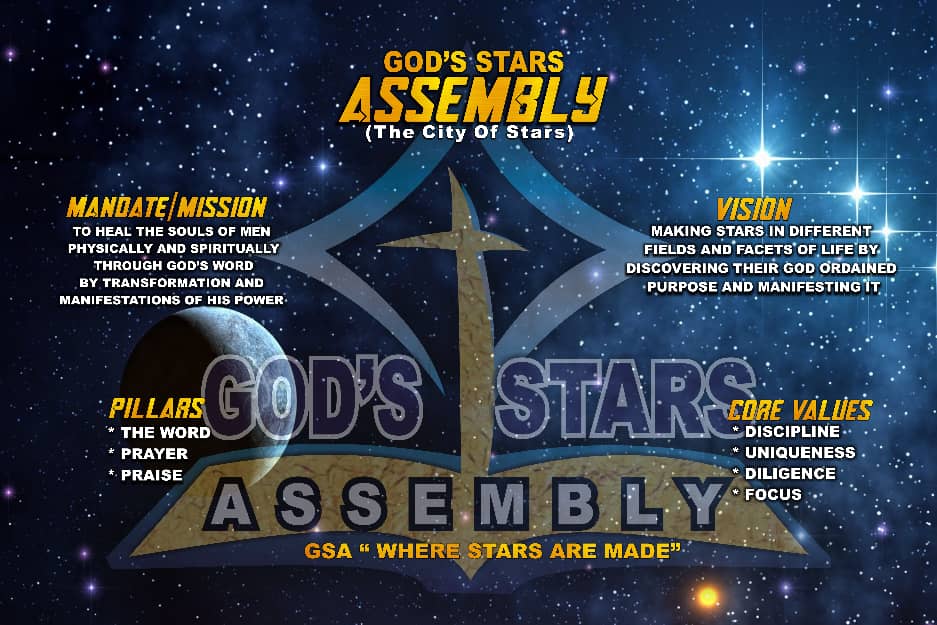 GOD'S STARS
ASSEMBLY
(The City Of Stars)
MANDATE/MISSION
TO HEAL THE SOULS OF MEN
PHYSICALLY AND SPIRITUALLY
THROUGH GOD'S WORD
BY TRANSFORMATION AND
MANIFESTATIONS OF HIS POWER
VISION
MAKING STARS IN DIFFERENT
FIELDS AND FACETS OF LIFE BY
DISCOVERING THEIR GOD ORDAINED
PURPOSE AND MANIFESTING IT
GOD'S STARS
ASSEMBLY
PILLARS
* THE WORD
* PRAYER
* PRAISE
CORE VALUES
* DISCIPLINE
* UNIQUENESS
* DILIGENCE
* FOCUS
GSA “ WHERE STARS ARE MADE”